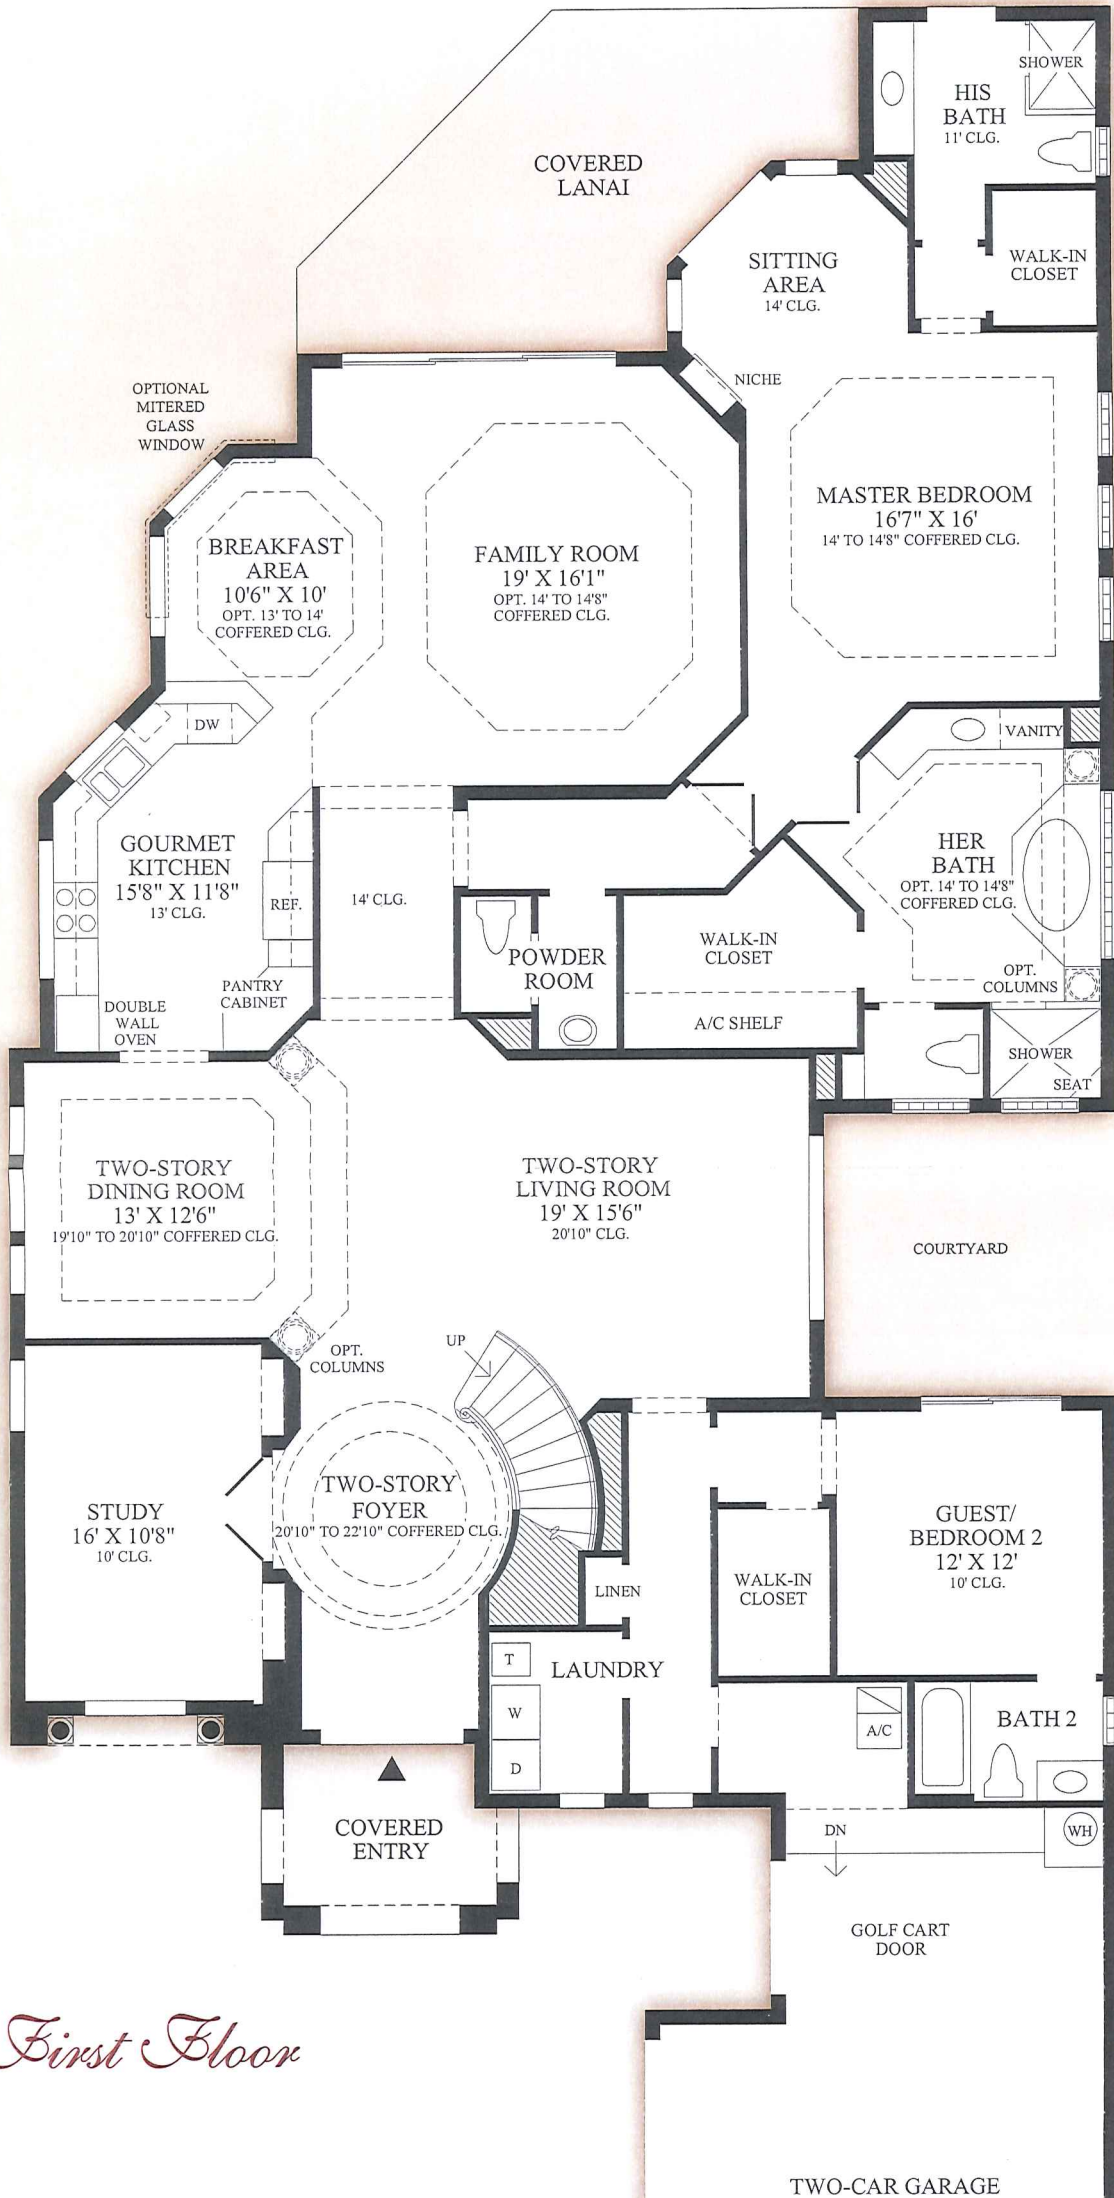 SHOWER
HIS
BATH
11' CLG.
COVERED
LANAI
WALK-IN
CLOSET
SITTING
AREA
14' CLG.
NICHE
OPTIONAL
MITERED
GLASS
WINDOW
MASTER BEDROOM
16'7" X 16'
14' TO 14'8" COFFERED CLG.
BREAKFAST
AREA
10'6" X 10'
OPT. 13' TO 14'
COFFERED CLG.
FAMILY ROOM
19' X 16'1"
OPT. 14' TO 14'8"
COFFERED CLG.
DW
VANITY
GOURMET
KITCHEN
15'8" X 11'8"
13' CLG.
REF.
14' CLG.
HER
BATH
OPT. 14' TO 14'8"
COFFERED CLG.
WALK-IN
CLOSET
POWDER
ROOM
OPT.
COLUMNS
PANTRY
CABINET
DOUBLE
WALL
OVEN
A/C SHELF
SHOWER
SEAT
TWO-STORY
DINING ROOM
13' X 12'6"
19'10" TO 20'10" COFFERED CLG.
TWO-STORY
LIVING ROOM
19' X 15'6"
20'10" CLG.
COURTYARD
UP
OPT.
COLUMNS
STUDY
16' X 10'8"
10' CLG.
TWO-STORY
FOYER
20'10" TO 22'10" COFFERED CLG.
GUEST/
BEDROOM 2
12' X 12'
10' CLG.
LINEN
WALK-IN
CLOSET
T
LAUNDRY
W
D
A/C
BATH 2
COVERED
ENTRY
DN
WH
GOLF CART
DOOR
First Floor
TWO-CAR GARAGE